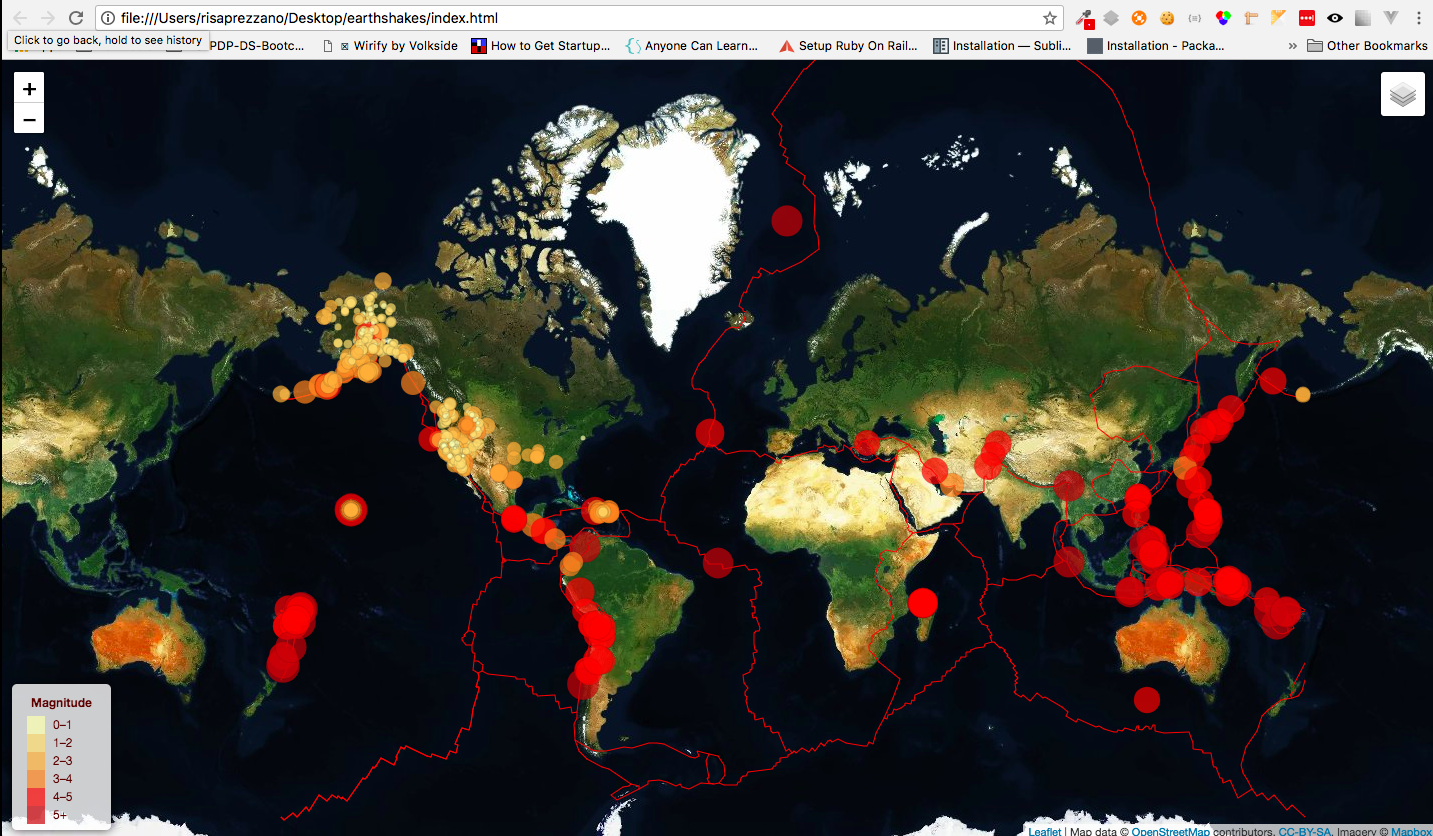 file:///Users/risaprezzano/Desktop/earthshakes/index.html
Click to go back, hold to see history
PDP-DS-Bootc...
Wirify by Volkside
How to Get Startup...
Anyone Can Learn...
Setup Ruby On Rail...
Installation — Subli...
Installation - Packa...
» Other Bookmarks
+
−
Magnitude
0–1
1–2
2–3
3–4
4–5
5+
Leaflet | Map data © OpenStreetMap contributors, CC-BY-SA, Imagery © Mapbox